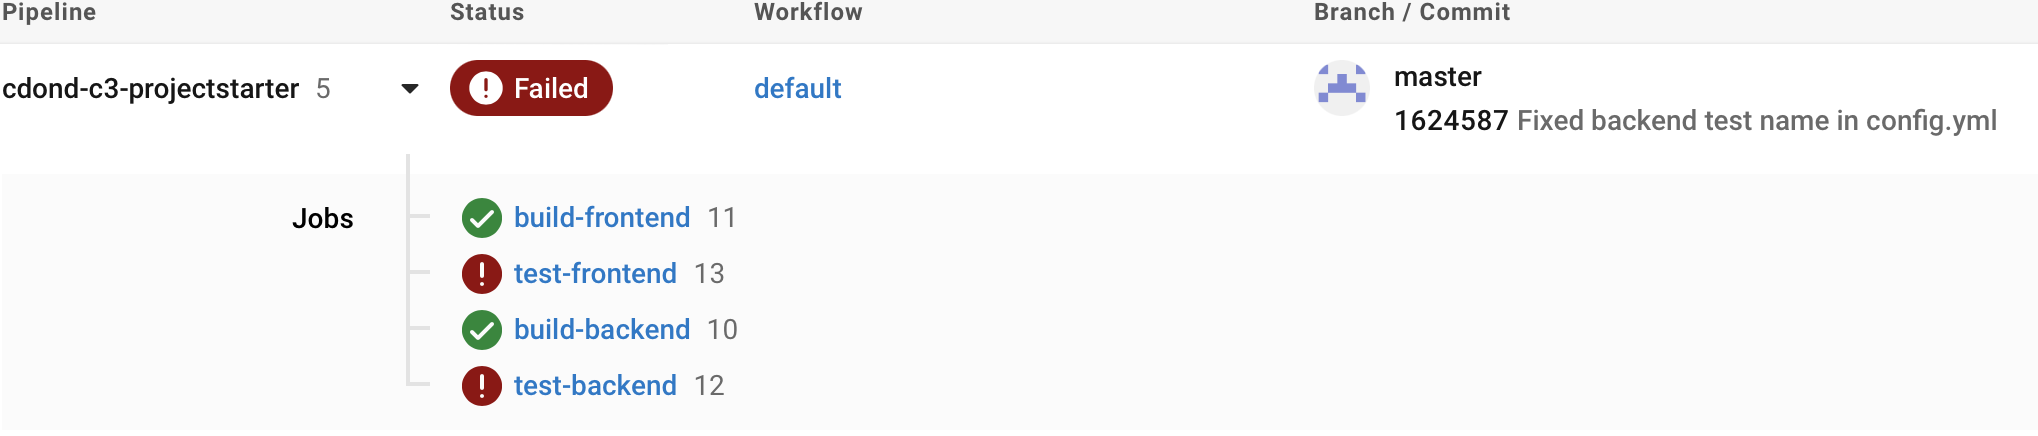 Pipeline Status Workflow Branch / Commit
cdond-c3-projectstarter 5 Failed default master
1624587 Fixed backend test name in config.yml
Jobs build-frontend 11
test-frontend 13
build-backend 10
test-backend 12